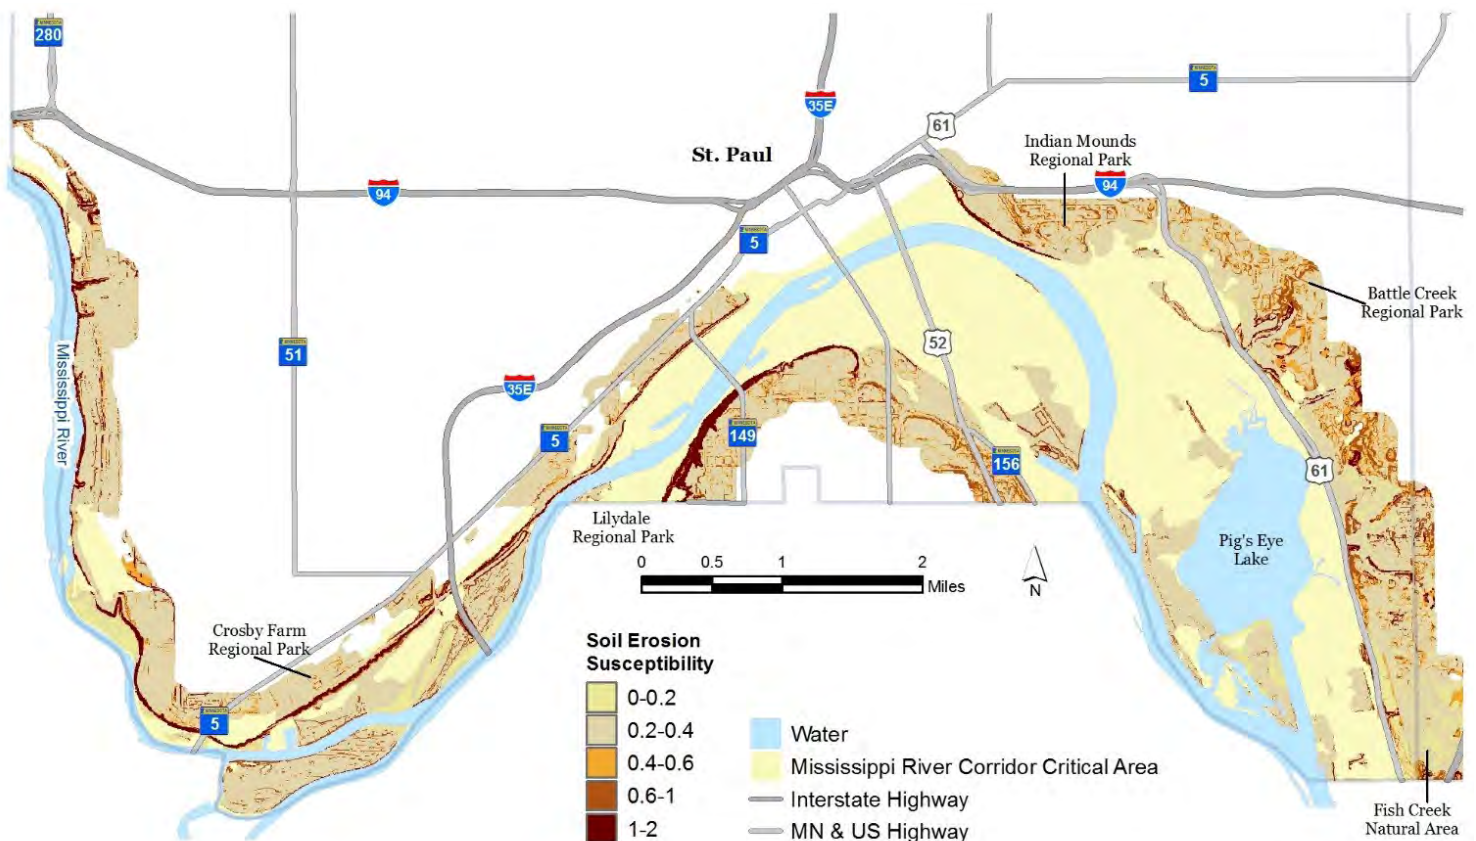 280
5
35E
61
Indian Mounds
Regional Park
St. Paul
94
94
5
Battle Creek
Regional Park
52
51
Mississippi River
35E
5
149
156
61
Lilydale
Regional Park
Pig's Eye
Lake
0 0.5 1 2
Miles
N
Crosby Farm
Regional Park
5
Soil Erosion
Susceptibility
0-0.2
0.2-0.4
0.4-0.6
0.6-1
1-2
Water
Mississippi River Corridor Critical Area
Interstate Highway
MN & US Highway
Fish Creek
Natural Area